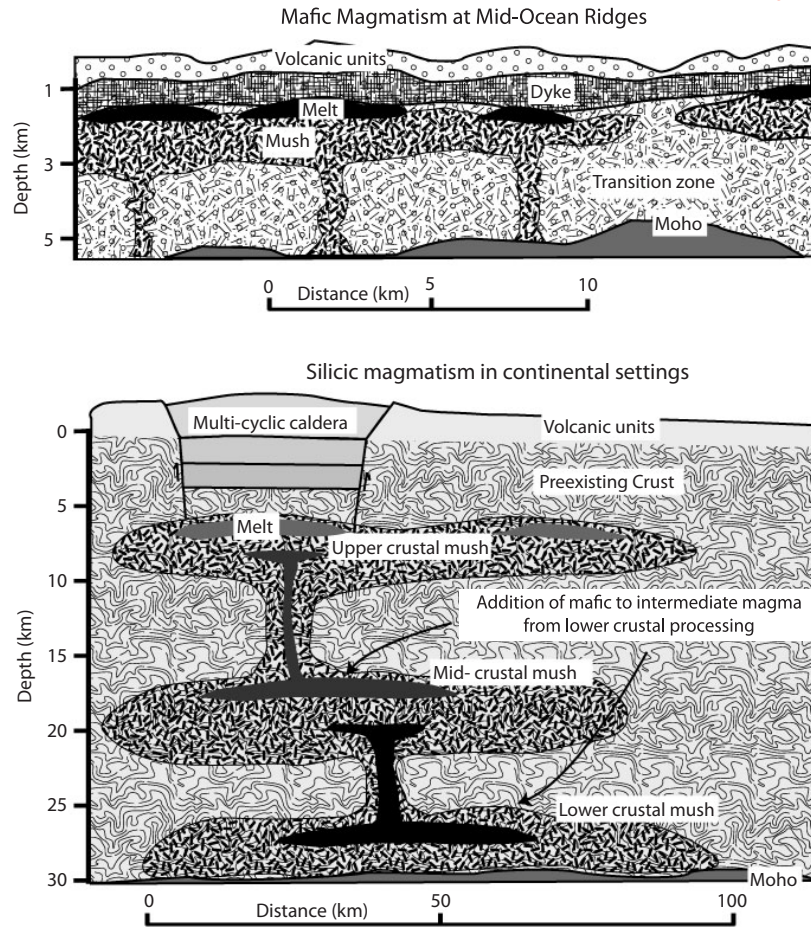 Mafic Magmatism at Mid-Ocean Ridges
Volcanic units
Dyke
Melt
Mush
Transition zone
Moho
Depth (km)
1
3
5
0 5 10
Distance (km)
Silicic magmatism in continental settings
Multi-cyclic caldera
Volcanic units
Preexisting Crust
Melt
Upper crustal mush
Addition of mafic to intermediate magma
from lower crustal processing
Mid- crustal mush
Lower crustal mush
Moho
Depth (km)
0
5
10
15
20
25
30
0 50 100
Distance (km)